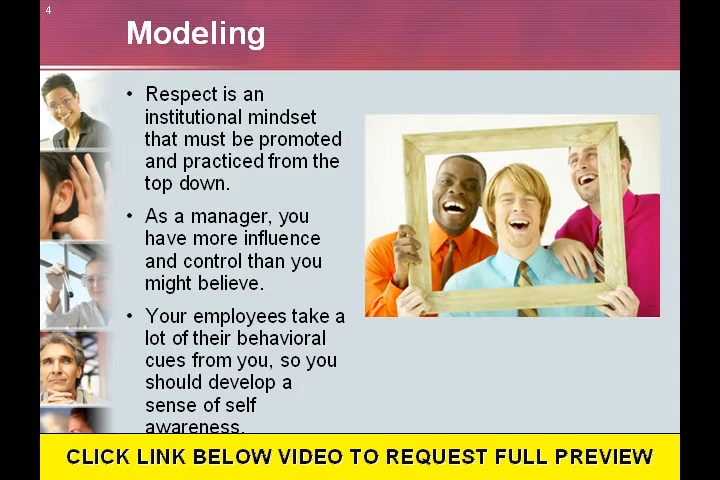 4
Modeling
• Respect is an
institutional mindset
that must be promoted
and practiced from the
top down.
• As a manager, you
have more influence
and control than you
might believe.
• Your employees take a
lot of their behavioral
cues from you, so you
should develop a
sense of self
awareness.
CLICK LINK BELOW VIDEO TO REQUEST FULL PREVIEW